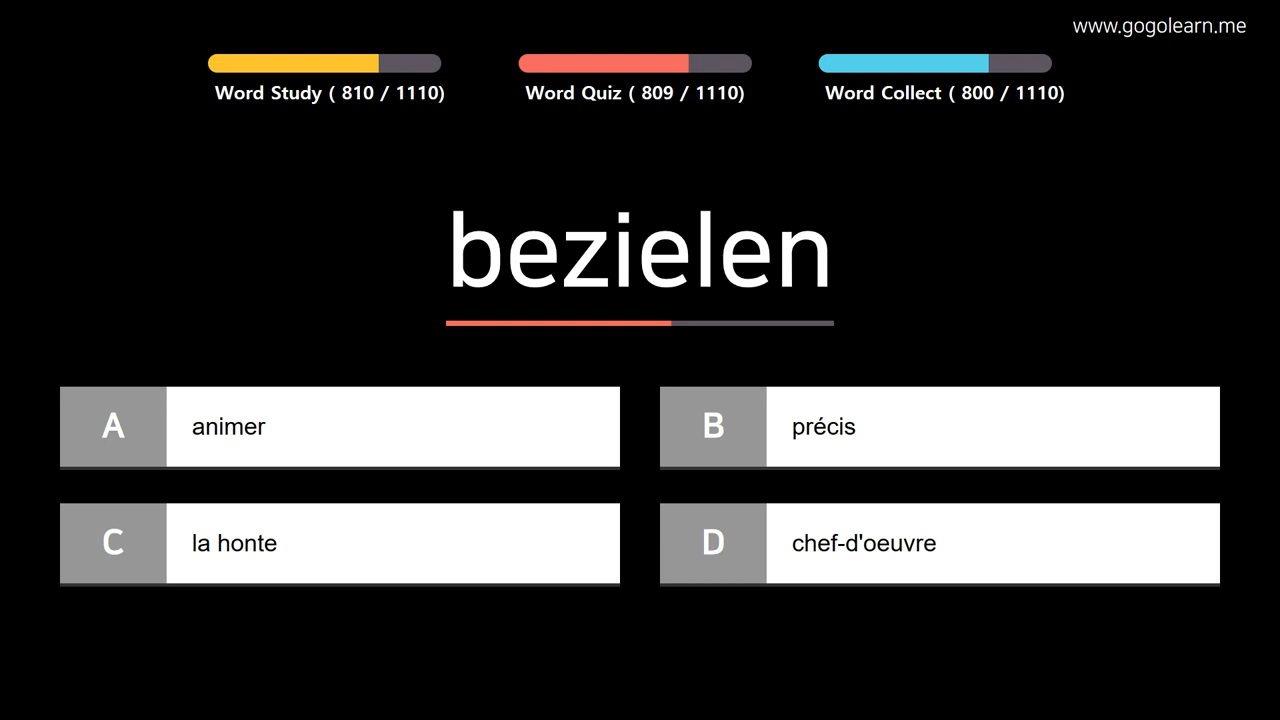 www.gogolearn.me
Word Study ( 810 / 1110)
Word Quiz ( 809 / 1110)
Word Collect ( 800 / 1110)
bezielen
A animer
B précis
C la honte
D chef-d'oeuvre